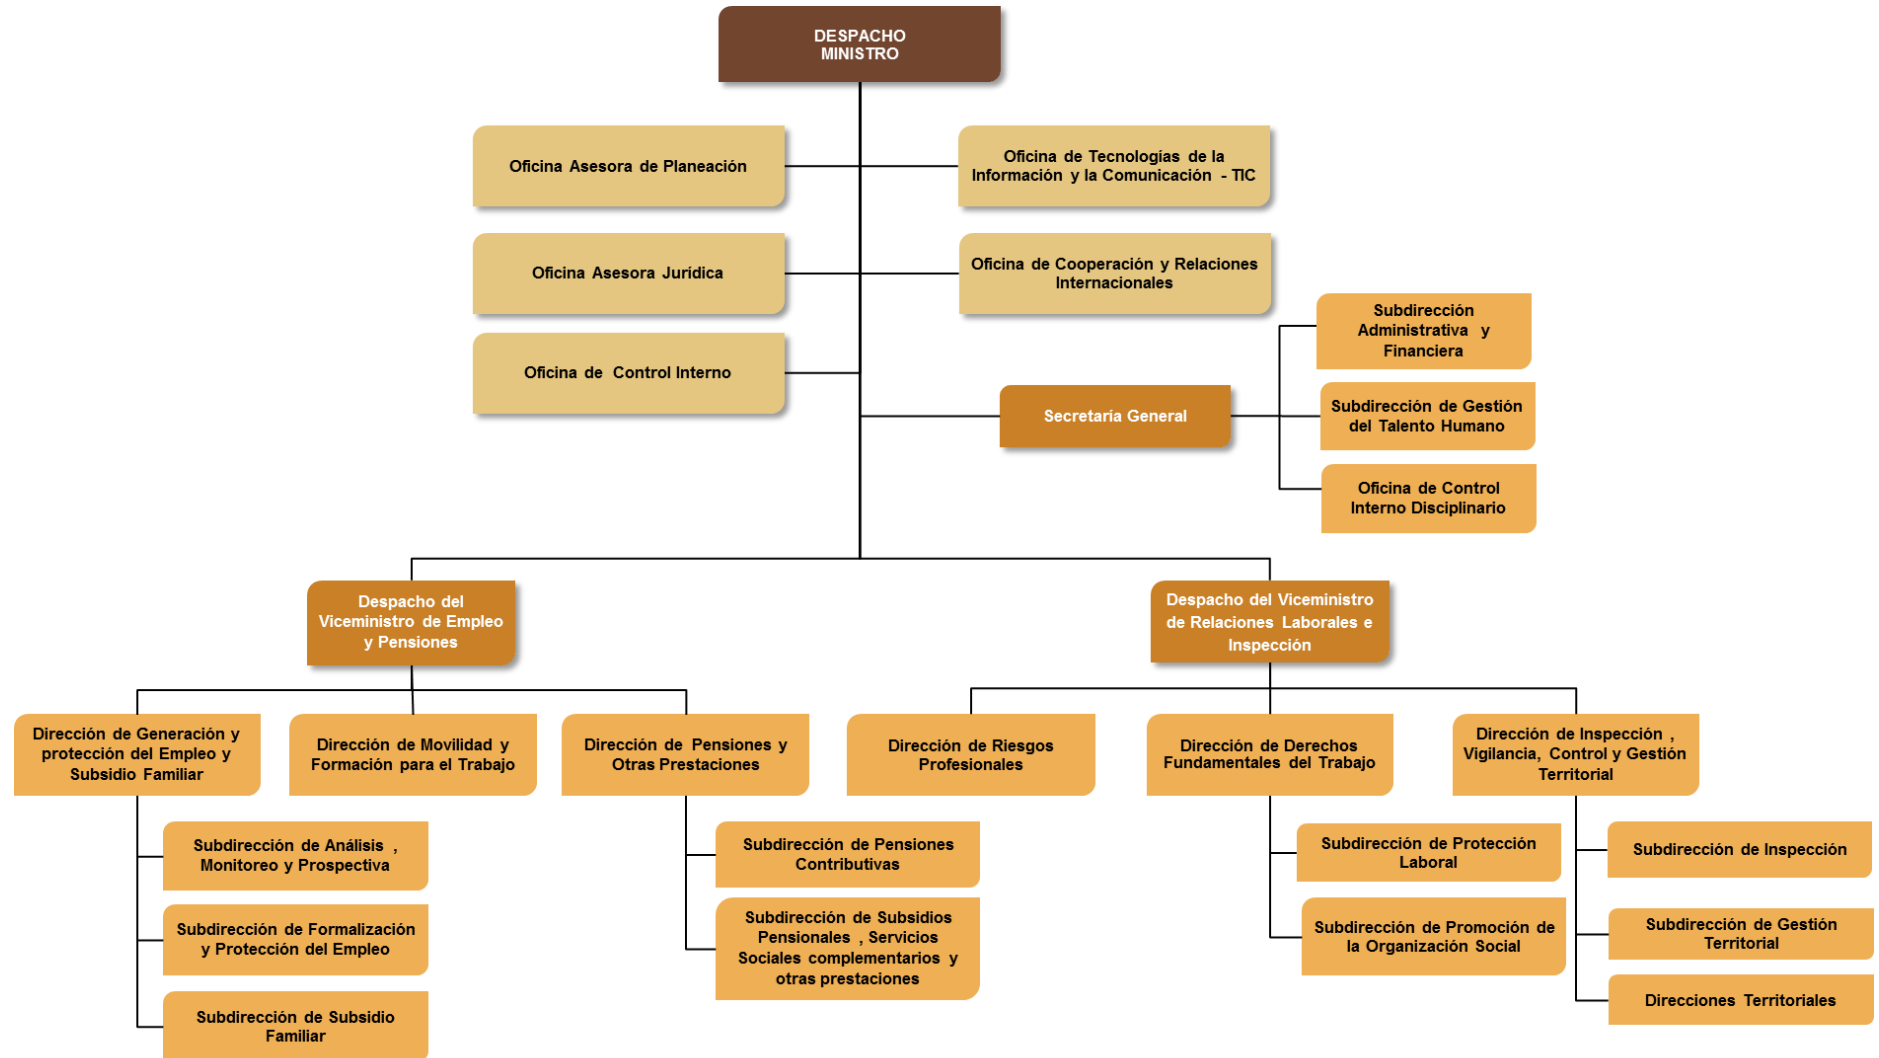 DESPACHO
MINISTRO
Oficina Asesora de Planeación
Oficina de Tecnologías de la
Información y la Comunicación - TIC
Oficina Asesora Jurídica
Oficina de Cooperación y Relaciones
Internacionales
Oficina de Control Interno
Secretaría General
Subdirección
Administrativa y
Financiera
Subdirección de Gestión
del Talento Humano
Oficina de Control
Interno Disciplinario
Despacho del
Viceministro de Empleo
y Pensiones
Despacho del Viceministro
de Relaciones Laborales e
Inspección
Dirección de Generación y
protección del Empleo y
Subsidio Familiar
Dirección de Movilidad y
Formación para el Trabajo
Dirección de Pensiones y
Otras Prestaciones
Dirección de Riesgos
Profesionales
Dirección de Derechos
Fundamentales del Trabajo
Dirección de Inspección ,
Vigilancia, Control y Gestión
Territorial
Subdirección de Análisis ,
Monitoreo y Prospectiva
Subdirección de Formalización
y Protección del Empleo
Subdirección de Subsidio
Familiar
Subdirección de Pensiones
Contributivas
Subdirección de Subsidios
Pensionales , Servicios
Sociales complementarios y
otras prestaciones
Subdirección de Protección
Laboral
Subdirección de Promoción de
la Organización Social
Subdirección de Inspección
Subdirección de Gestión
Territorial
Direcciones Territoriales